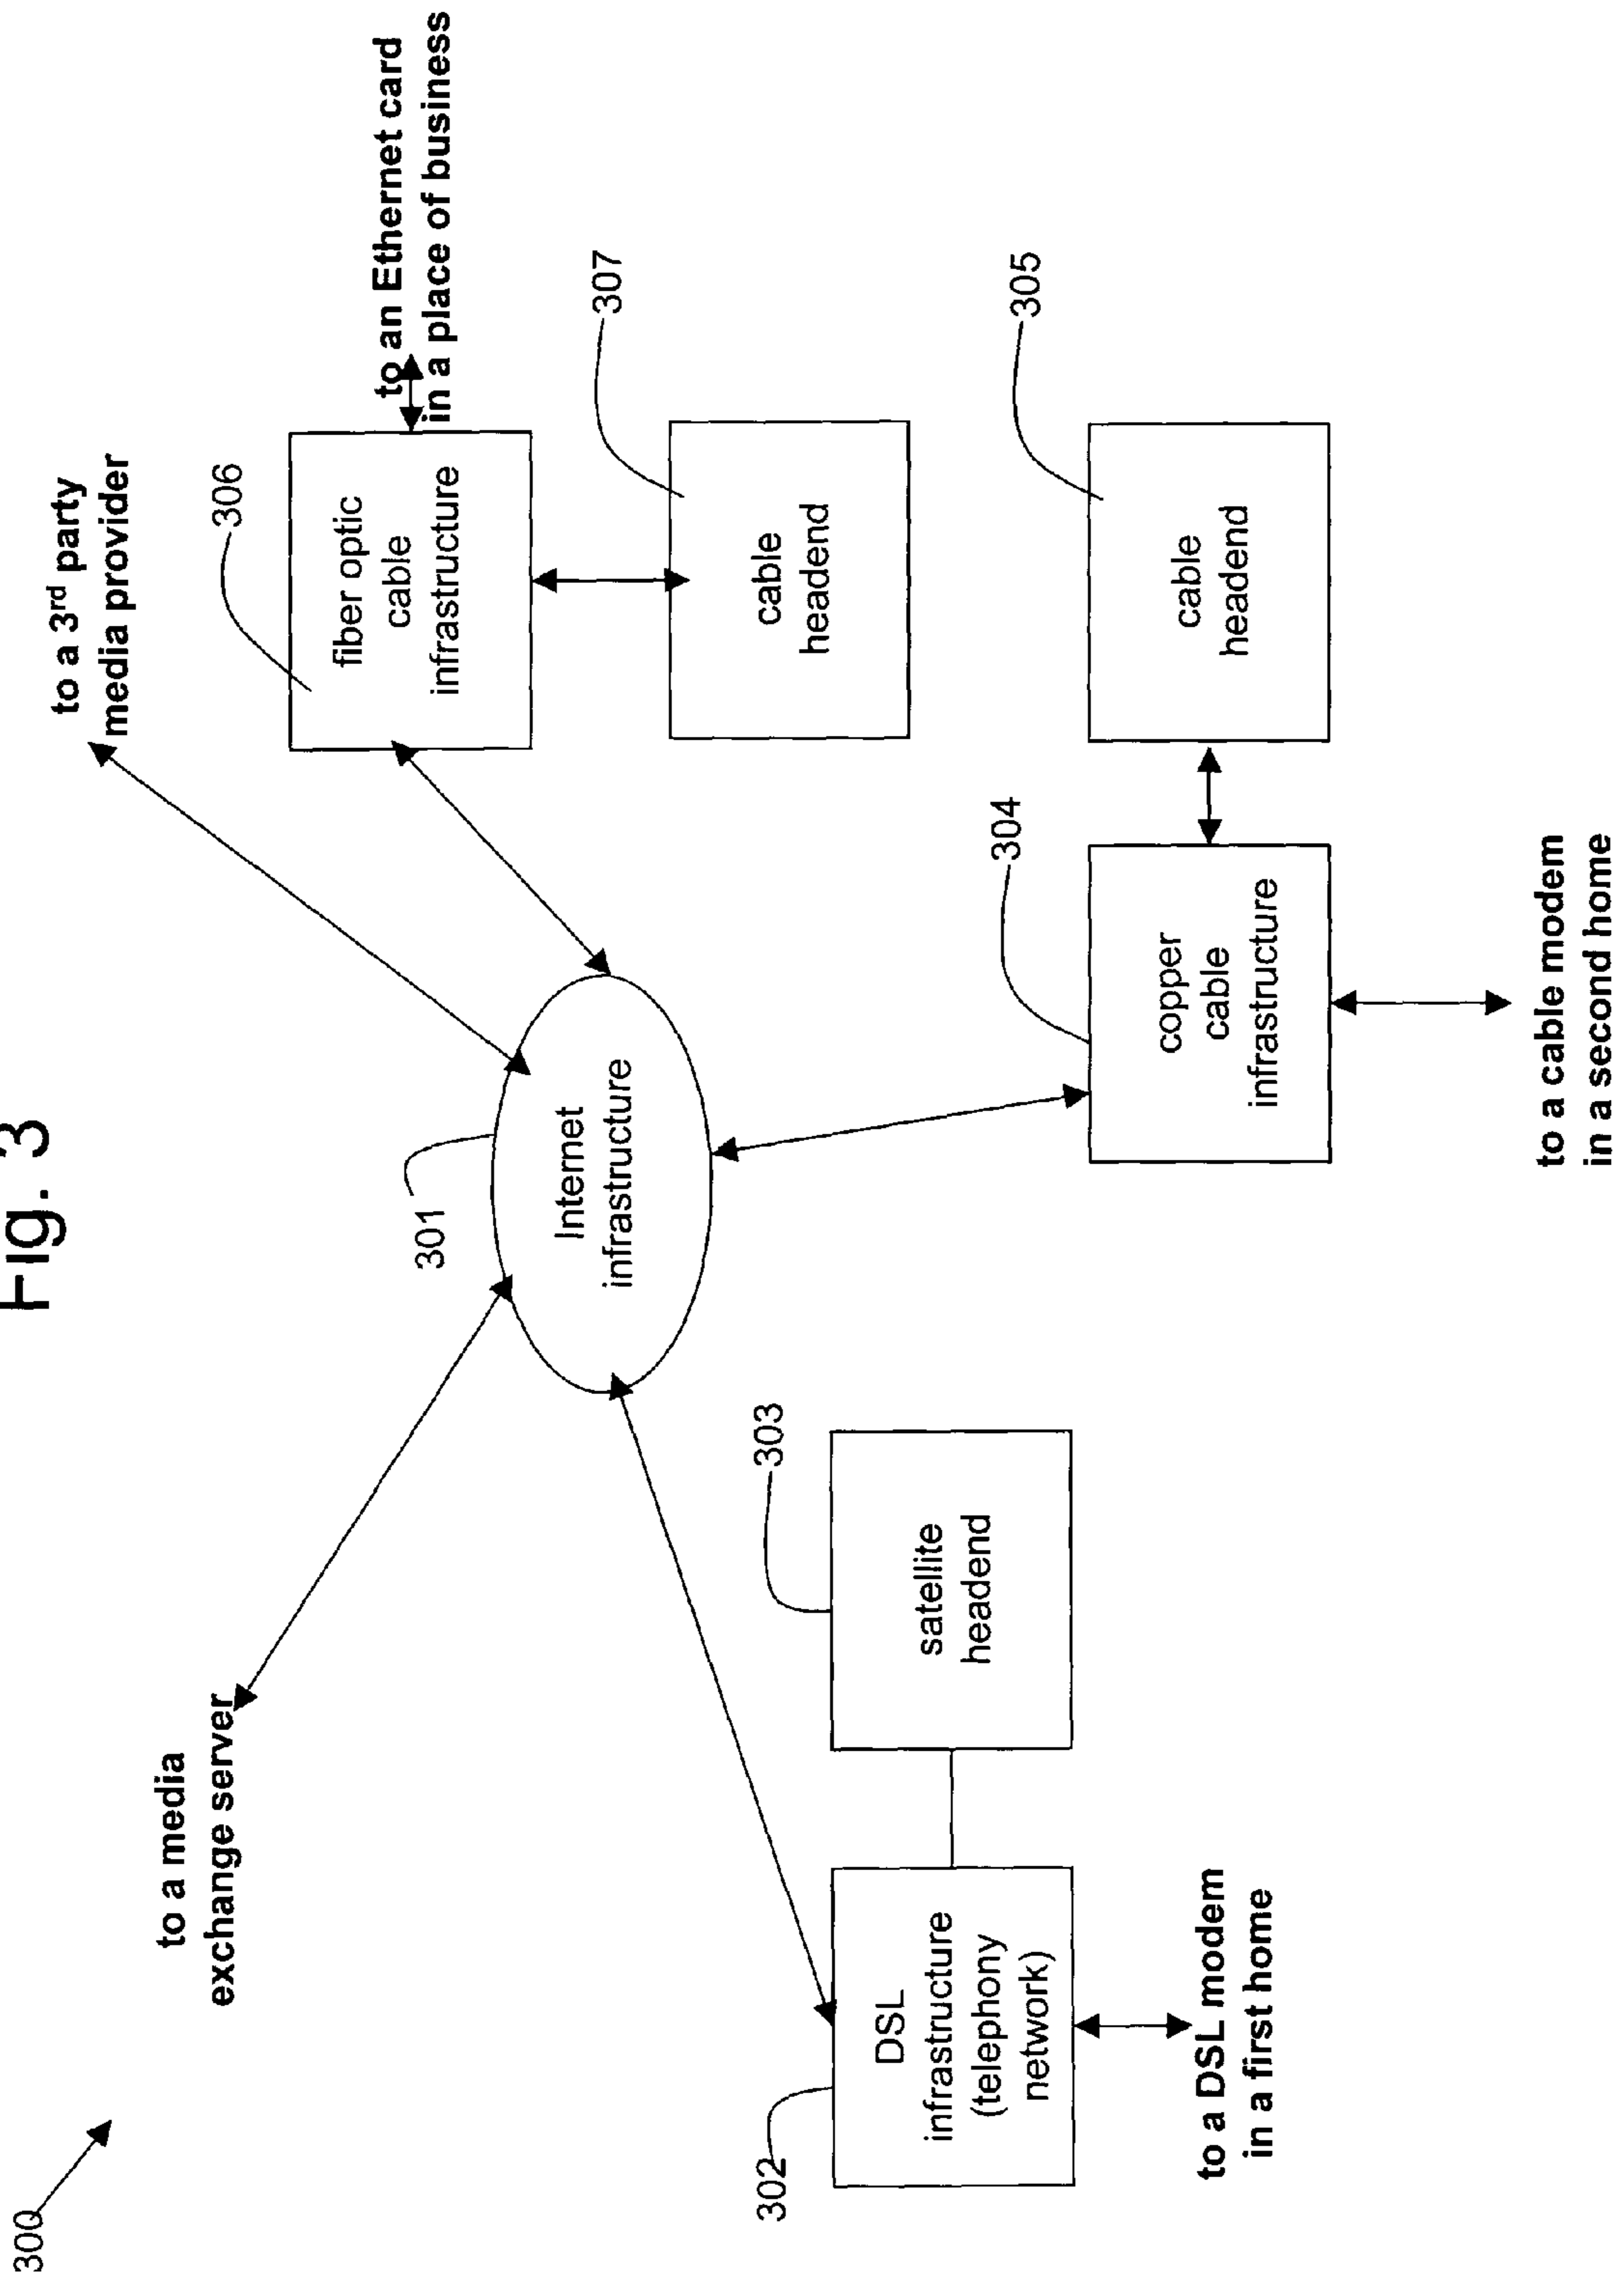 Fig. 3
300
to a media
exchange server
to a 3rd party
media provider
301
Internet
infrastructure
306
fiber optic
cable
infrastructure
to an Ethernet card
in a place of business
307
cable
headend
302
DSL
infrastructure
(telephony
network)
303
satellite
headend
304
copper
cable
infrastructure
305
cable
headend
to a DSL modem
in a first home
to a cable modem
in a second home